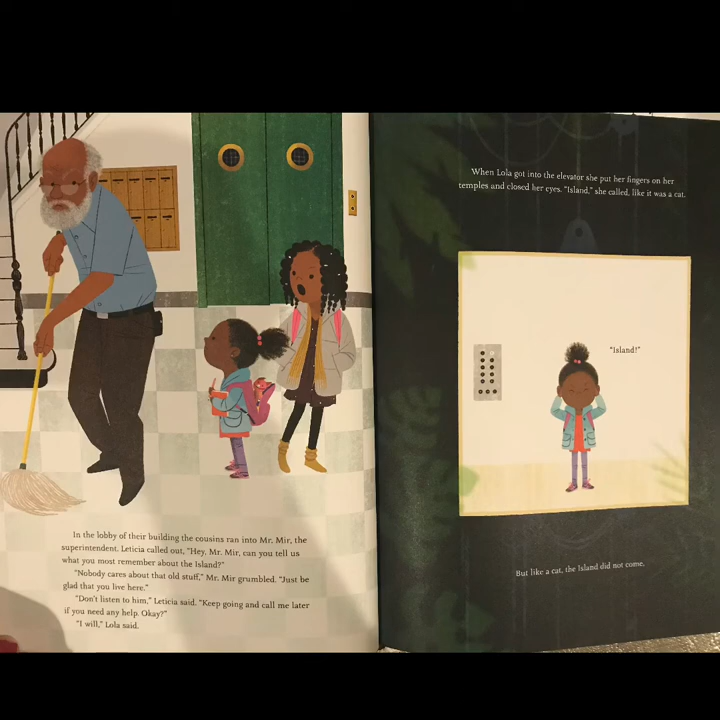 In the lobby of their building the cousins ran into Mr. Mir, the
superintendent. Leticia called out, “Hey, Mr. Mir, can you tell us
what you most remember about the Island?”
“Nobody cares about that old stuff,” Mr. Mir grumbled. “Just be
glad that you live here.”
“Don’t listen to him,” Leticia said. “Keep going and call me later
if you need any help. Okay?”
“I will,” Lola said.
When Lola got into the elevator she put her fingers on her
temples and closed her eyes. “Island,” she called, like it was a cat.
“Island!”
But like a cat, the Island did not come.